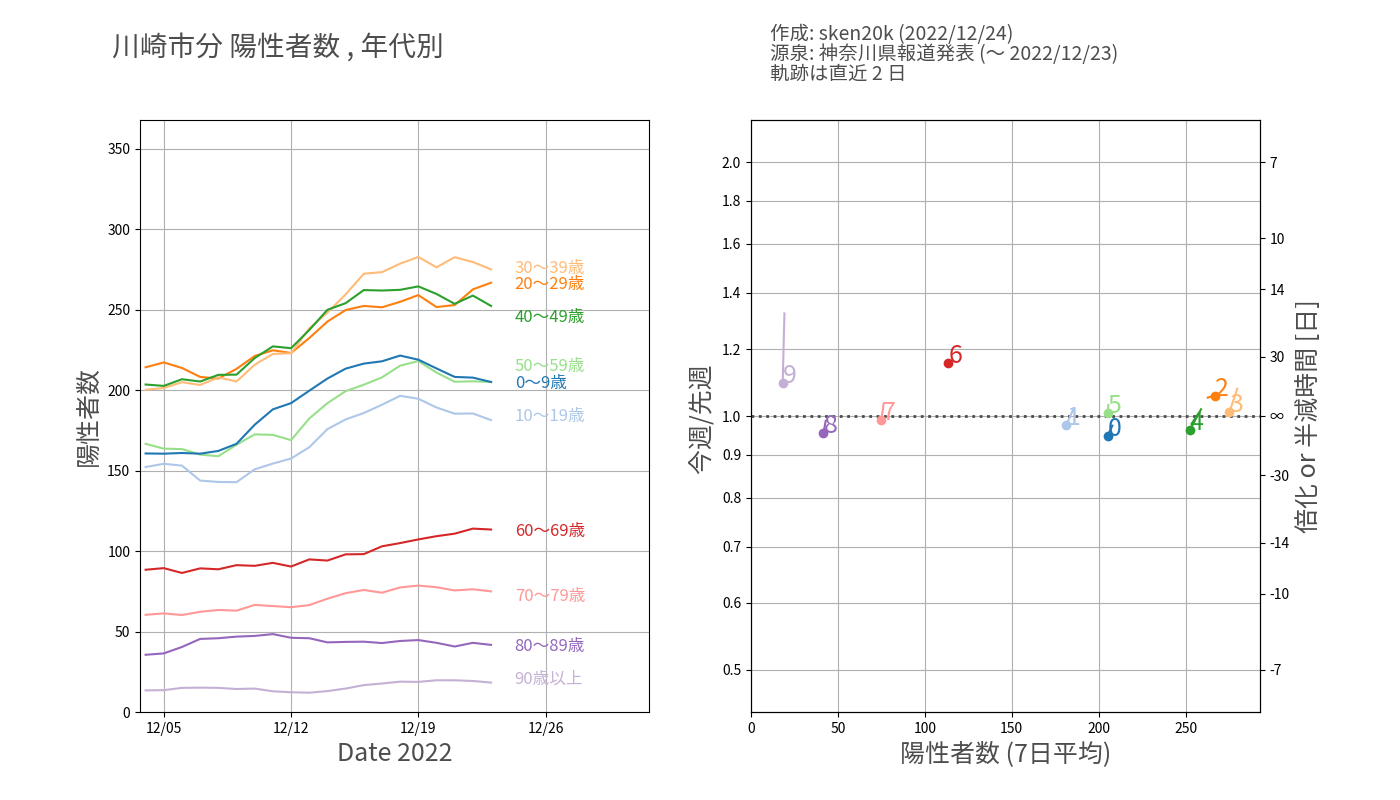 川崎市分 陽性者数 , 年代別
作成: sken20k (2022/12/24)
源泉: 神奈川県報道発表 (～ 2022/12/23)
軌跡は直近 2 日
陽性者数
350
300
250
200
150
100
50
0
12/05
12/12
12/19
12/26
Date 2022
30～39歳
20～29歳
40～49歳
50～59歳
0～9歳
10～19歳
60～69歳
70～79歳
80～89歳
90歳以上
今週/先週
2.0
1.8
1.6
1.4
1.2
1.0
0.9
0.8
0.7
0.6
0.5
9
8
7
6
1
5
0
4
2
3
7
10
14
30
∞
-30
-14
-10
-7
倍化 or 半減時間 [日]
0
50
100
150
200
250
陽性者数 (7日平均)